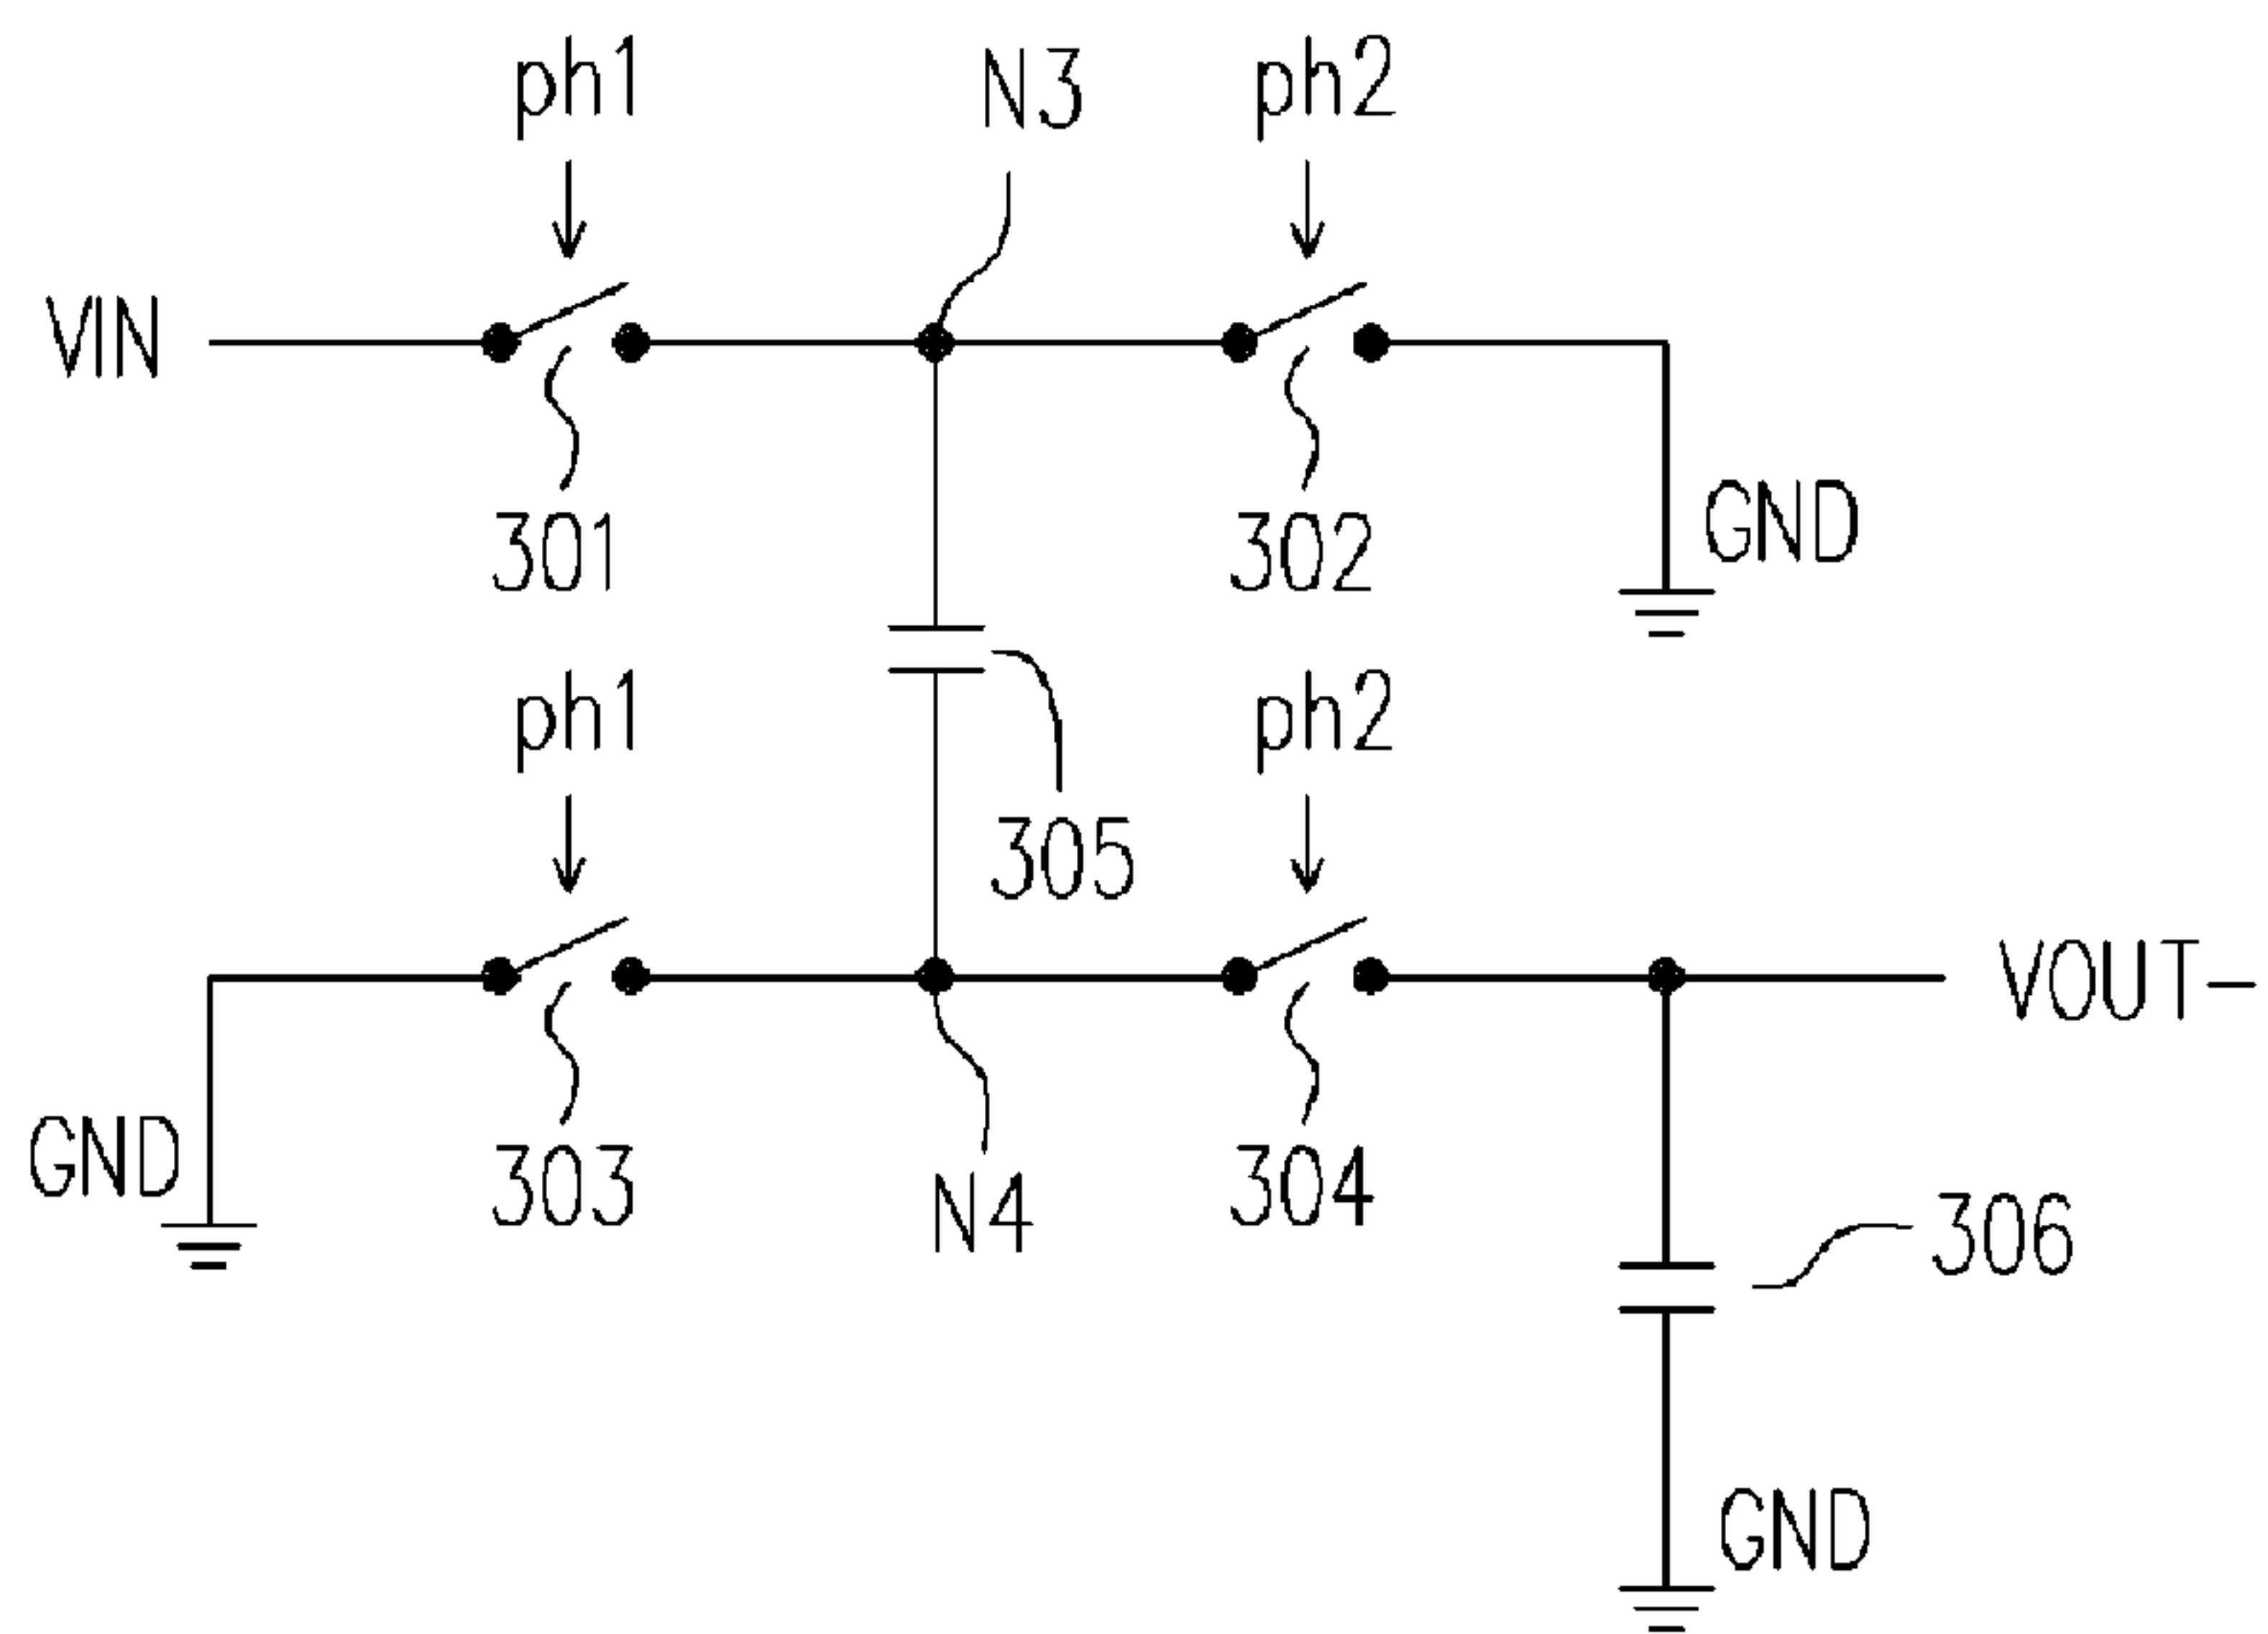 ph1
N3
ph2
VIN
301
302
GND
ph1
ph2
305
VOUT-
GND
303
N4
304
306
GND